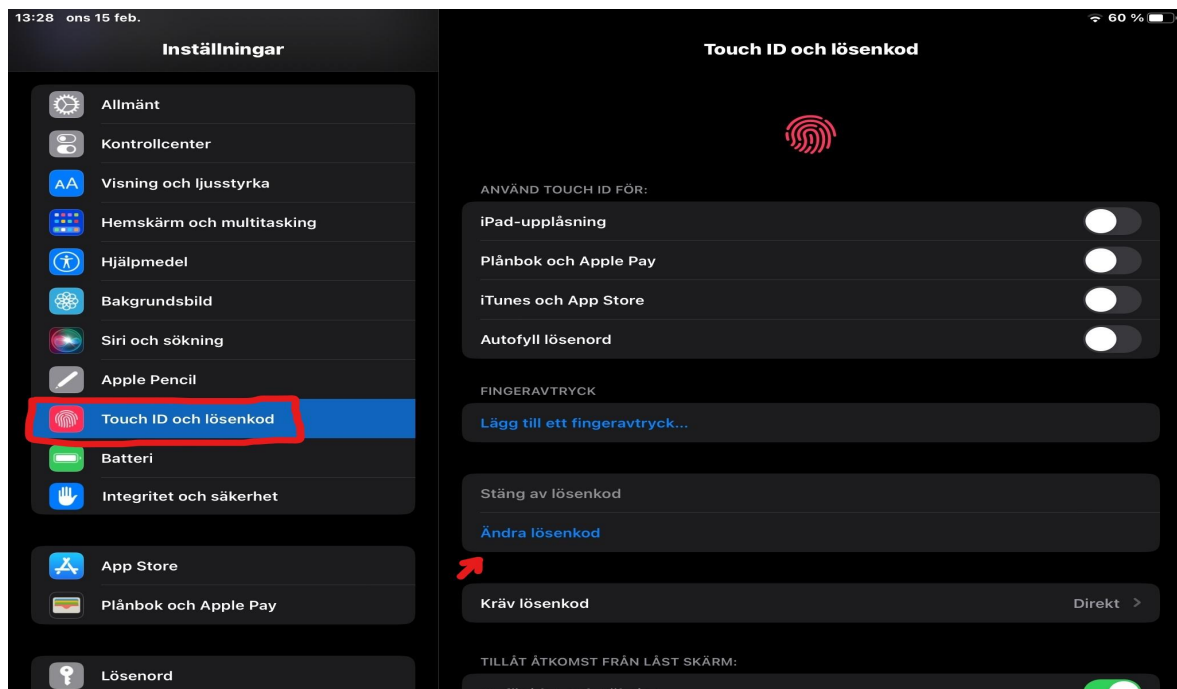 13:28 ons 15 feb.
60 %
Inställningar
Allmänt
Kontrollcenter
AA
Visning och ljusstyrka
Hemskärm och multitasking
Hjälpmedel
Bakgrundsbild
Siri och sökning
Apple Pencil
Touch ID och lösenkod
Batteri
Integritet och säkerhet
App Store
Plånbok och Apple Pay
Lösenord
Touch ID och lösenkod
ANVÄND TOUCH ID FÖR:
iPad-upplåsning
Plånbok och Apple Pay
iTunes och App Store
Autofyll lösenord
FINGERAVTRYCK
Lägg till ett fingeravtryck...
Stäng av lösenkod
Ändra lösenkod
Kräv lösenkod Direkt >
TILLÅT ÅTKOMST FRÅN LÅST SKÄRM: